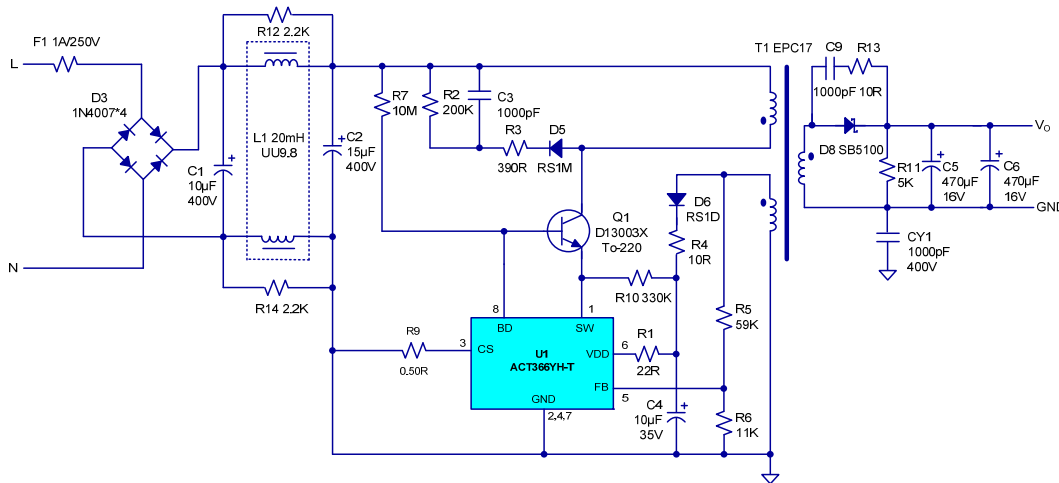 R12 2.2K
F1 1A/250V
L
D3
1N4007*4
L1 20mH
UU9.8
C1
10µF
400V
C2
15µF
400V
R14 2.2K
N
R7
10M
R2
200K
C3
1000pF
R3
390R
D5
RS1M
Q1
D13003X
To-220
D6
RS1D
R4
10R
R10 330K
R9
0.50R
3
8
1
BD
SW
CS
U1
ACT366YH-T
VDD
FB
GND
6
5
2,4,7
R1
22R
C4
10µF
35V
R5
59K
R6
11K
T1 EPC17
C9
R13
1000pF
10R
D8 SB5100
VO
R11
5K
C5
470µF
16V
C6
470µF
16V
GND
CY1
1000pF
400V